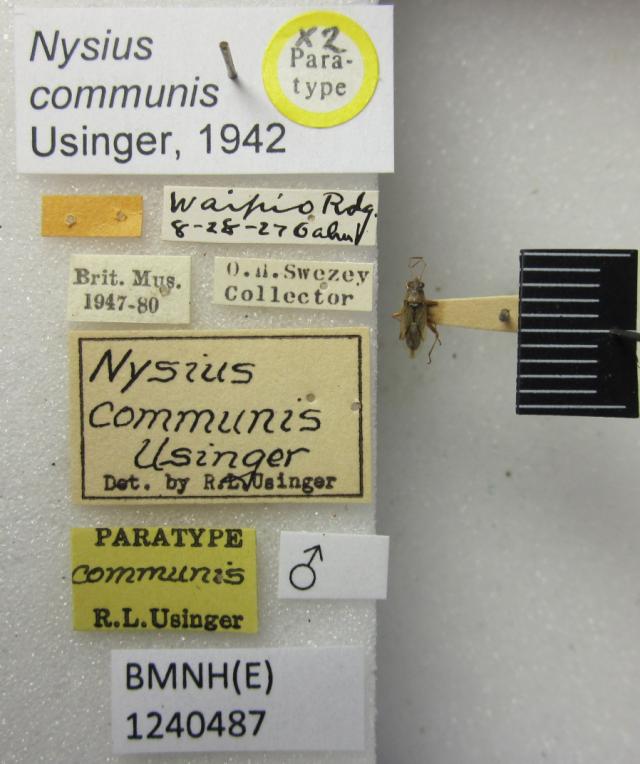 Nysius
communis
Usinger, 1942
x2
Para-
type
Waipio Rdg.
8-28-27 Oahu
Brit. Mus.
1947-80
O.H. Swezey
Collector
Nysius
communis
Usinger
Det. by R.L. Usinger
PARATYPE
communis
R.L. Usinger
♂
BMNH(E)
1240487